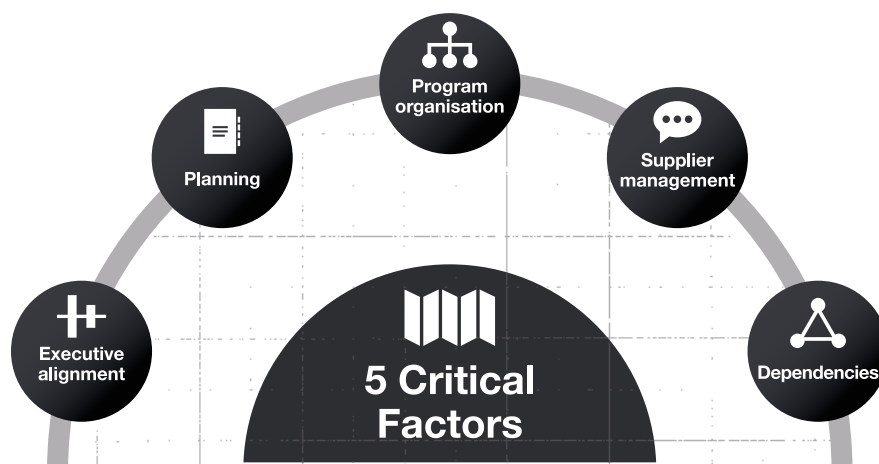 Program
organisation
Planning
Supplier
management
Executive
alignment
Dependencies
5 Critical
Factors